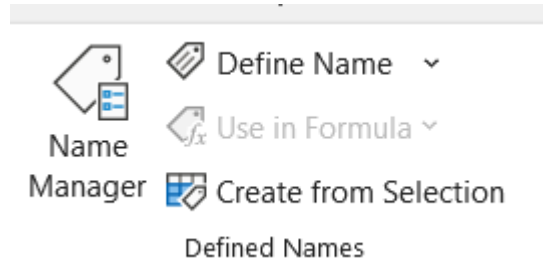 Name
Manager
Define Name
Use in Formula
Create from Selection
Defined Names